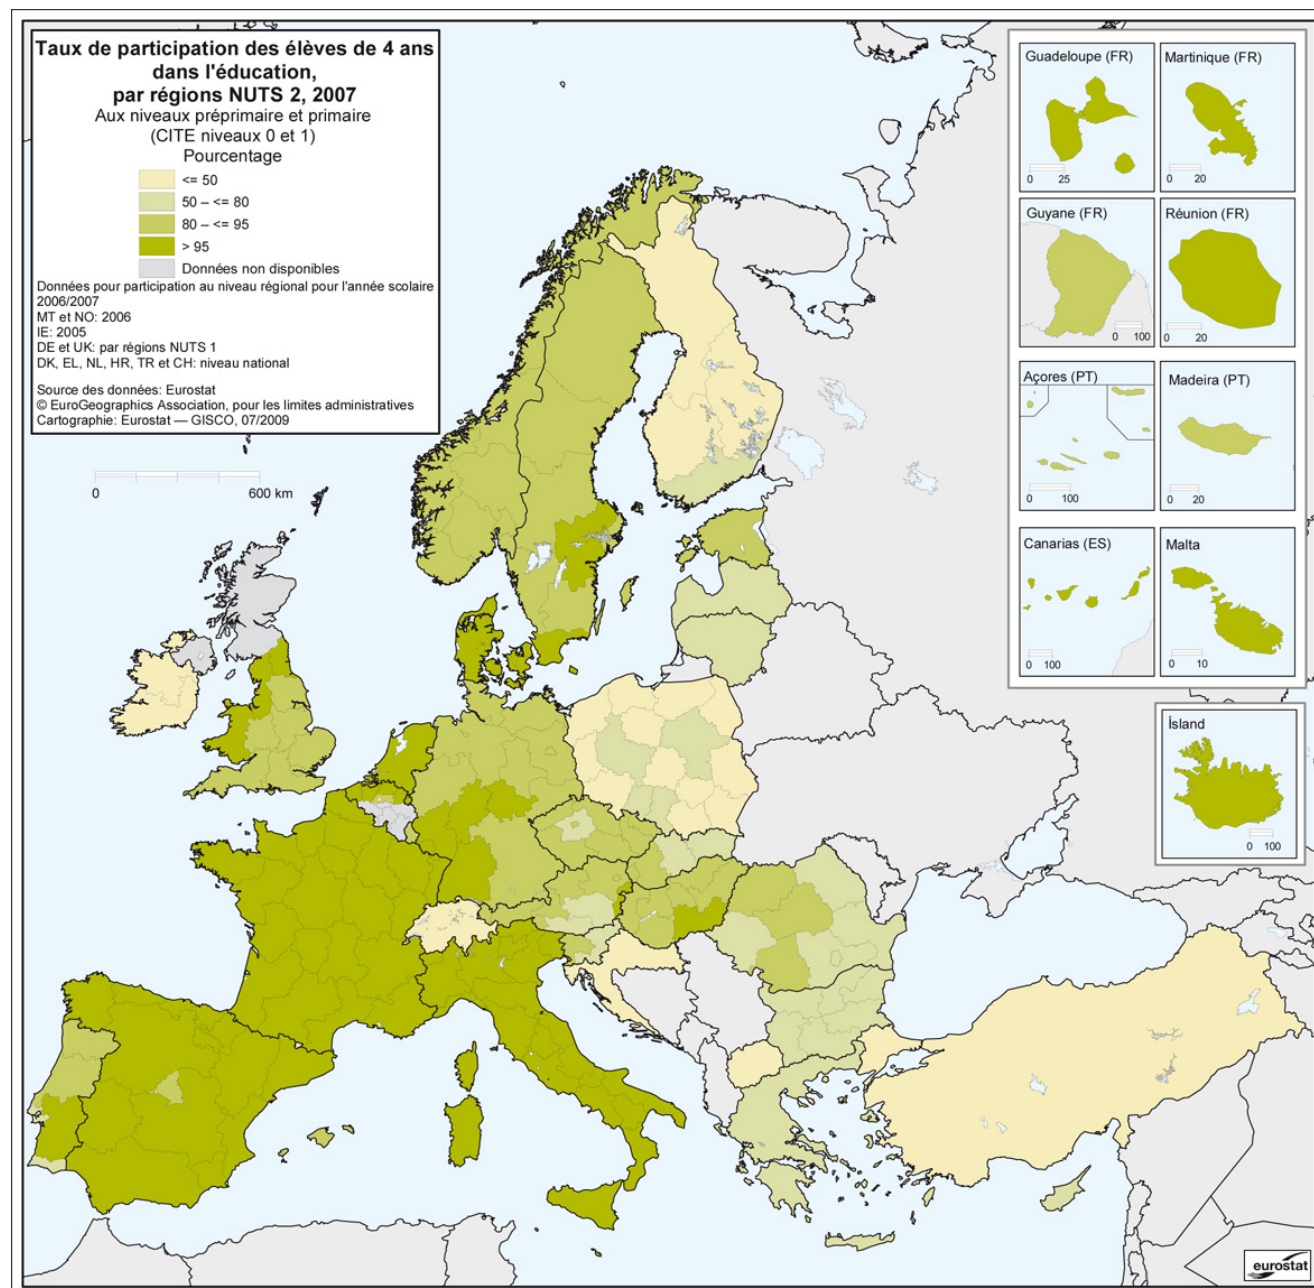 Taux de participation des élèves de 4 ans
dans l'éducation,
par régions NUTS 2, 2007
Aux niveaux préprimaire et primaire
(CITE niveaux 0 et 1)
Pourcentage
<= 50
50 – <= 80
80 – <= 95
> 95
Données non disponibles
Données pour participation au niveau régional pour l'année scolaire
2006/2007
MT et NO: 2006
IE: 2005
DE et UK: par régions NUTS 1
DK, EL, NL, HR, TR et CH: niveau national
Source des données: Eurostat
© EuroGeographics Association, pour les limites administratives
Cartographie: Eurostat — GISCO, 07/2009
0 600 km
Guadeloupe (FR)
0 25
Martinique (FR)
0 20
Guyane (FR)
0 100
Réunion (FR)
0 20
Açores (PT)
0 100
Madeira (PT)
0 20
Canarias (ES)
0 100
Malta
0 10
Ísland
0 100
eurostat